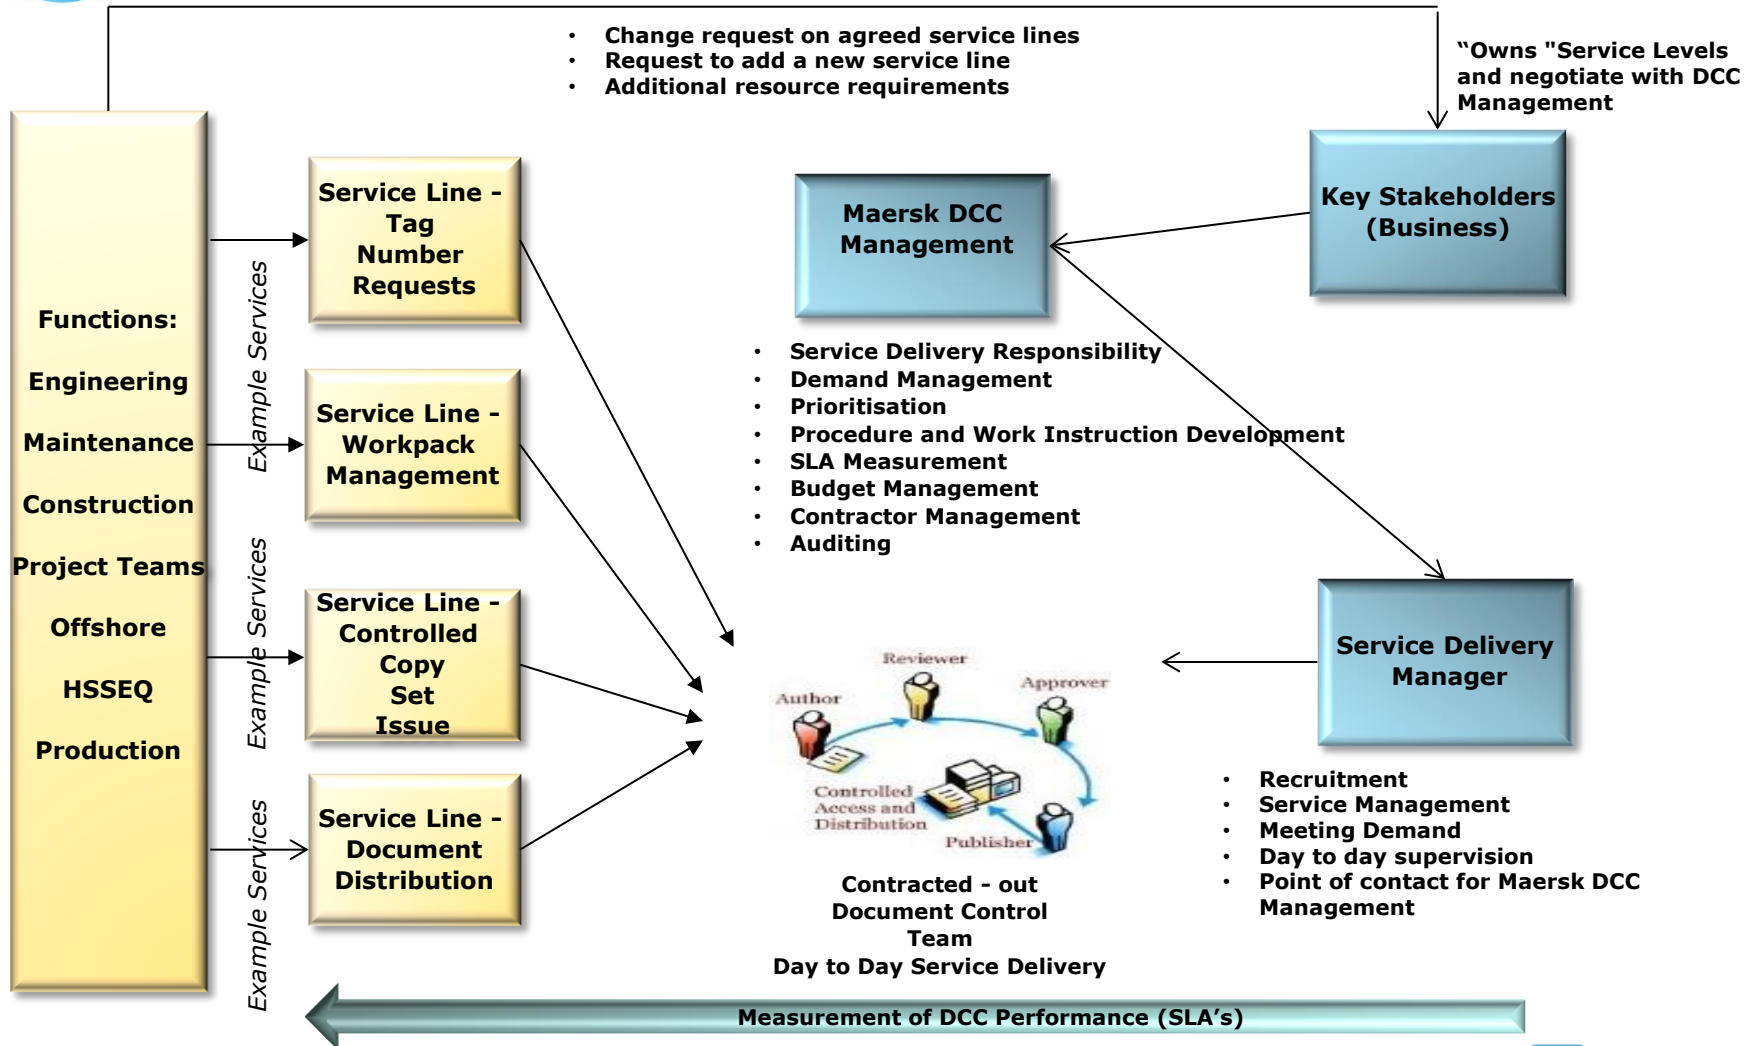 • Change request on agreed service lines
• Request to add a new service line
• Additional resource requirements
“Owns "Service Levels
and negotiate with DCC
Management
Functions:
Engineering
Maintenance
Construction
Project Teams
Offshore
HSSEQ
Production
Example Services
Example Services
Example Services
Service Line -
Tag
Number
Requests
Service Line -
Workpack
Management
Service Line -
Controlled
Copy
Set
Issue
Service Line -
Document
Distribution
Maersk DCC
Management
Key Stakeholders
(Business)
• Service Delivery Responsibility
• Demand Management
• Prioritisation
• Procedure and Work Instruction Development
• SLA Measurement
• Budget Management
• Contractor Management
• Auditing
Service Delivery
Manager
Reviewer
Author
Approver
Controlled
Access and
Distribution
Publisher
Contracted - out
Document Control
Team
Day to Day Service Delivery
• Recruitment
• Service Management
• Meeting Demand
• Day to day supervision
• Point of contact for Maersk DCC
Management
Measurement of DCC Performance (SLA’s)